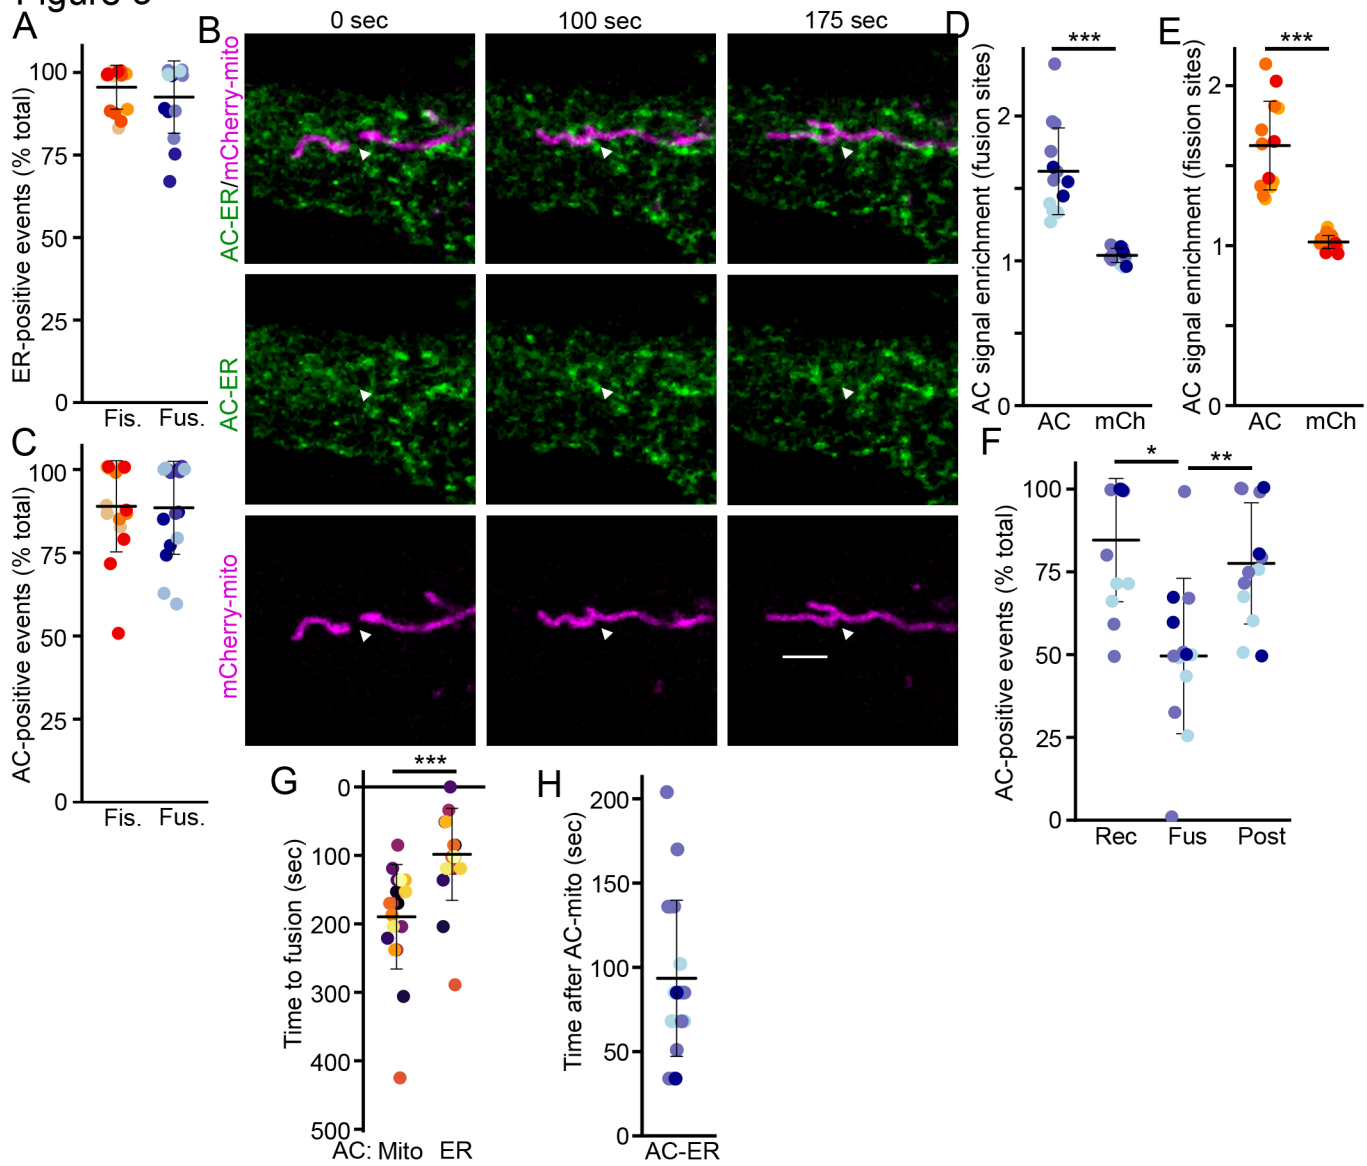 A
ER-positive events (% total)
100
75
50
25
0
Fis. Fus.
B
0 sec 100 sec 175 sec
AC-ER/mCherry-mito
AC-ER
mCherry-mito
C
AC-positive events (% total)
100
75
50
25
0
Fis. Fus.
D
***
AC signal enrichment (fusion sites)
2
1
0
AC mCh
E
***
AC signal enrichment (fission sites)
2
1
0
AC mCh
F
* **
AC-positive events (% total)
100
75
50
25
0
Rec Fus Post
G
***
Time to fusion (sec)
0
100
200
300
400
500
AC: Mito ER
H
Time after AC-mito (sec)
200
150
100
50
0
AC-ER